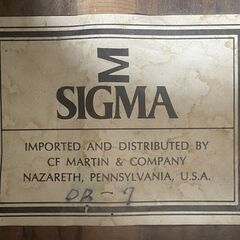 SIGMA
IMPORTED AND DISTRIBUTED BY
CF MARTIN & COMPANY
NAZARETH, PENNSYLVANIA, U.S.A.
DR-7